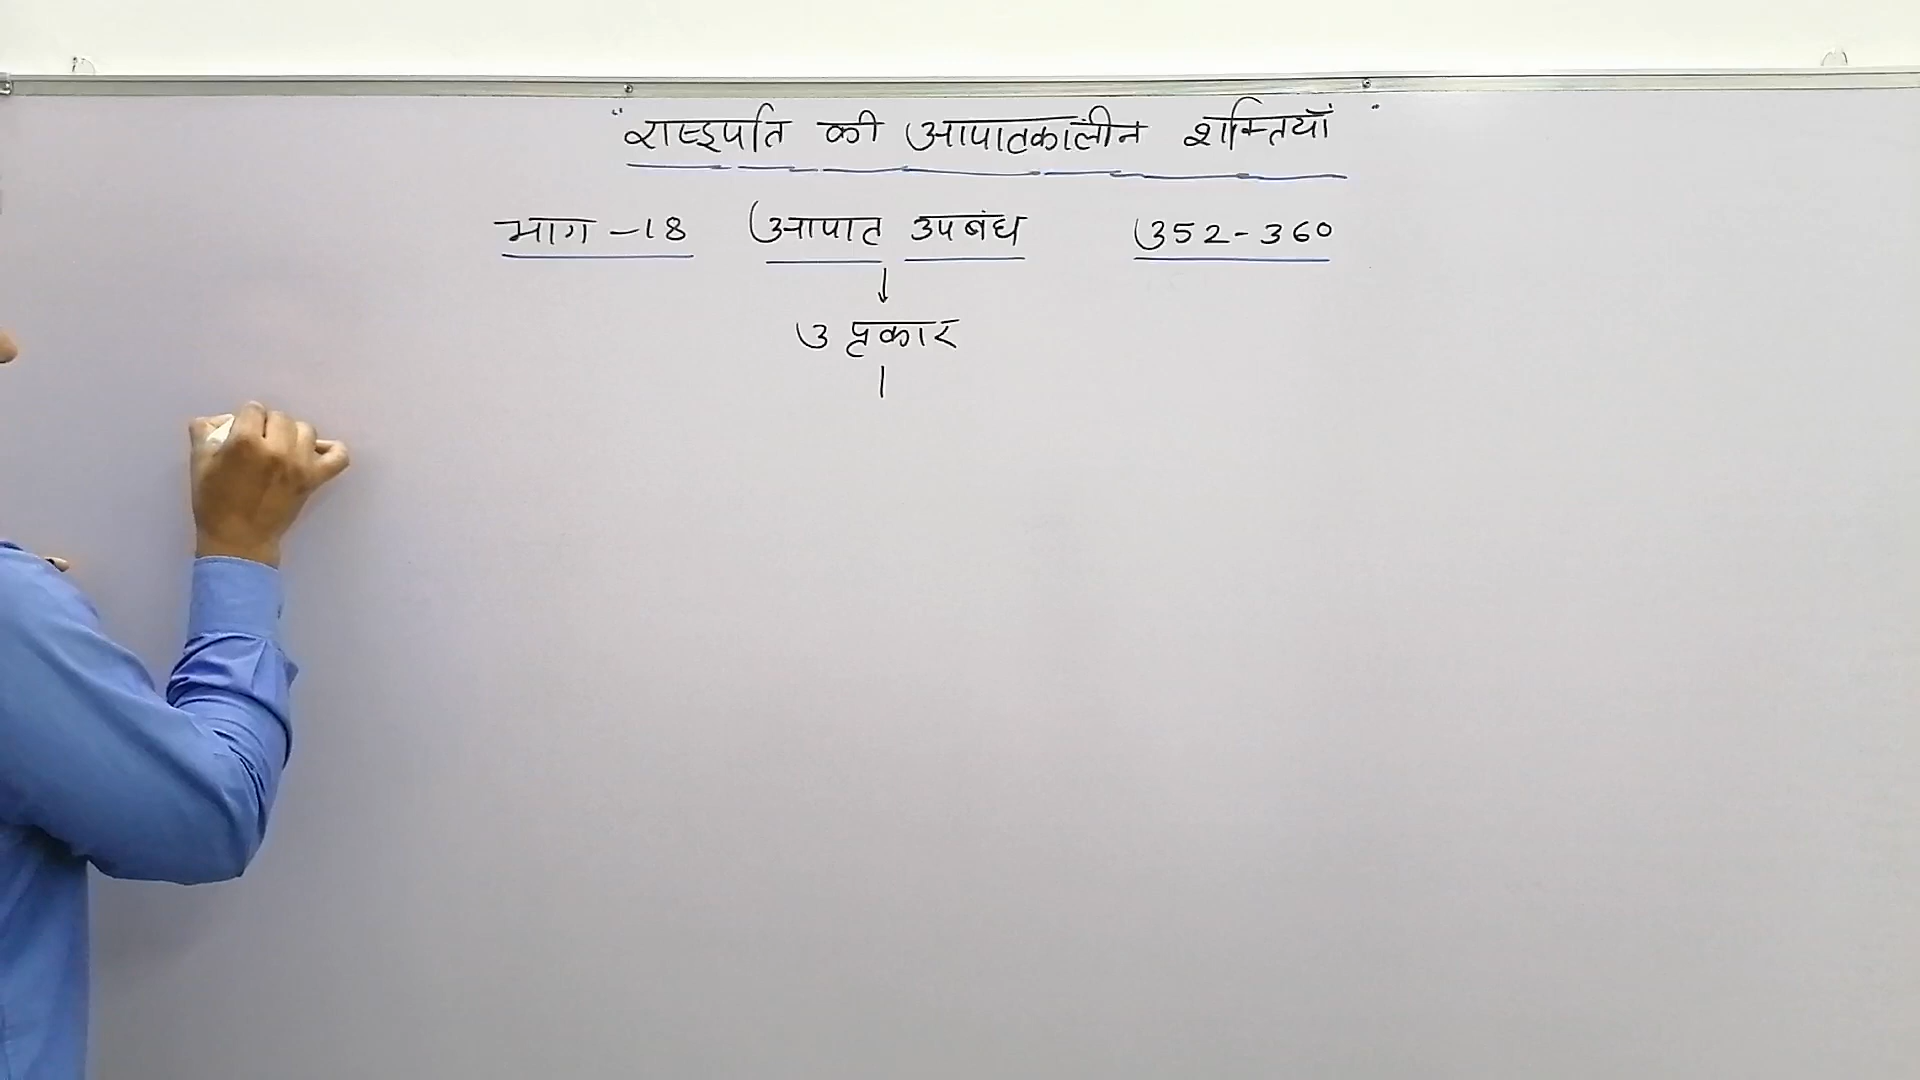 "राष्ट्रपति की आपातकालीन शक्तियाँ"
भाग -18 आपात उपबंध 352-360
3 प्रकार